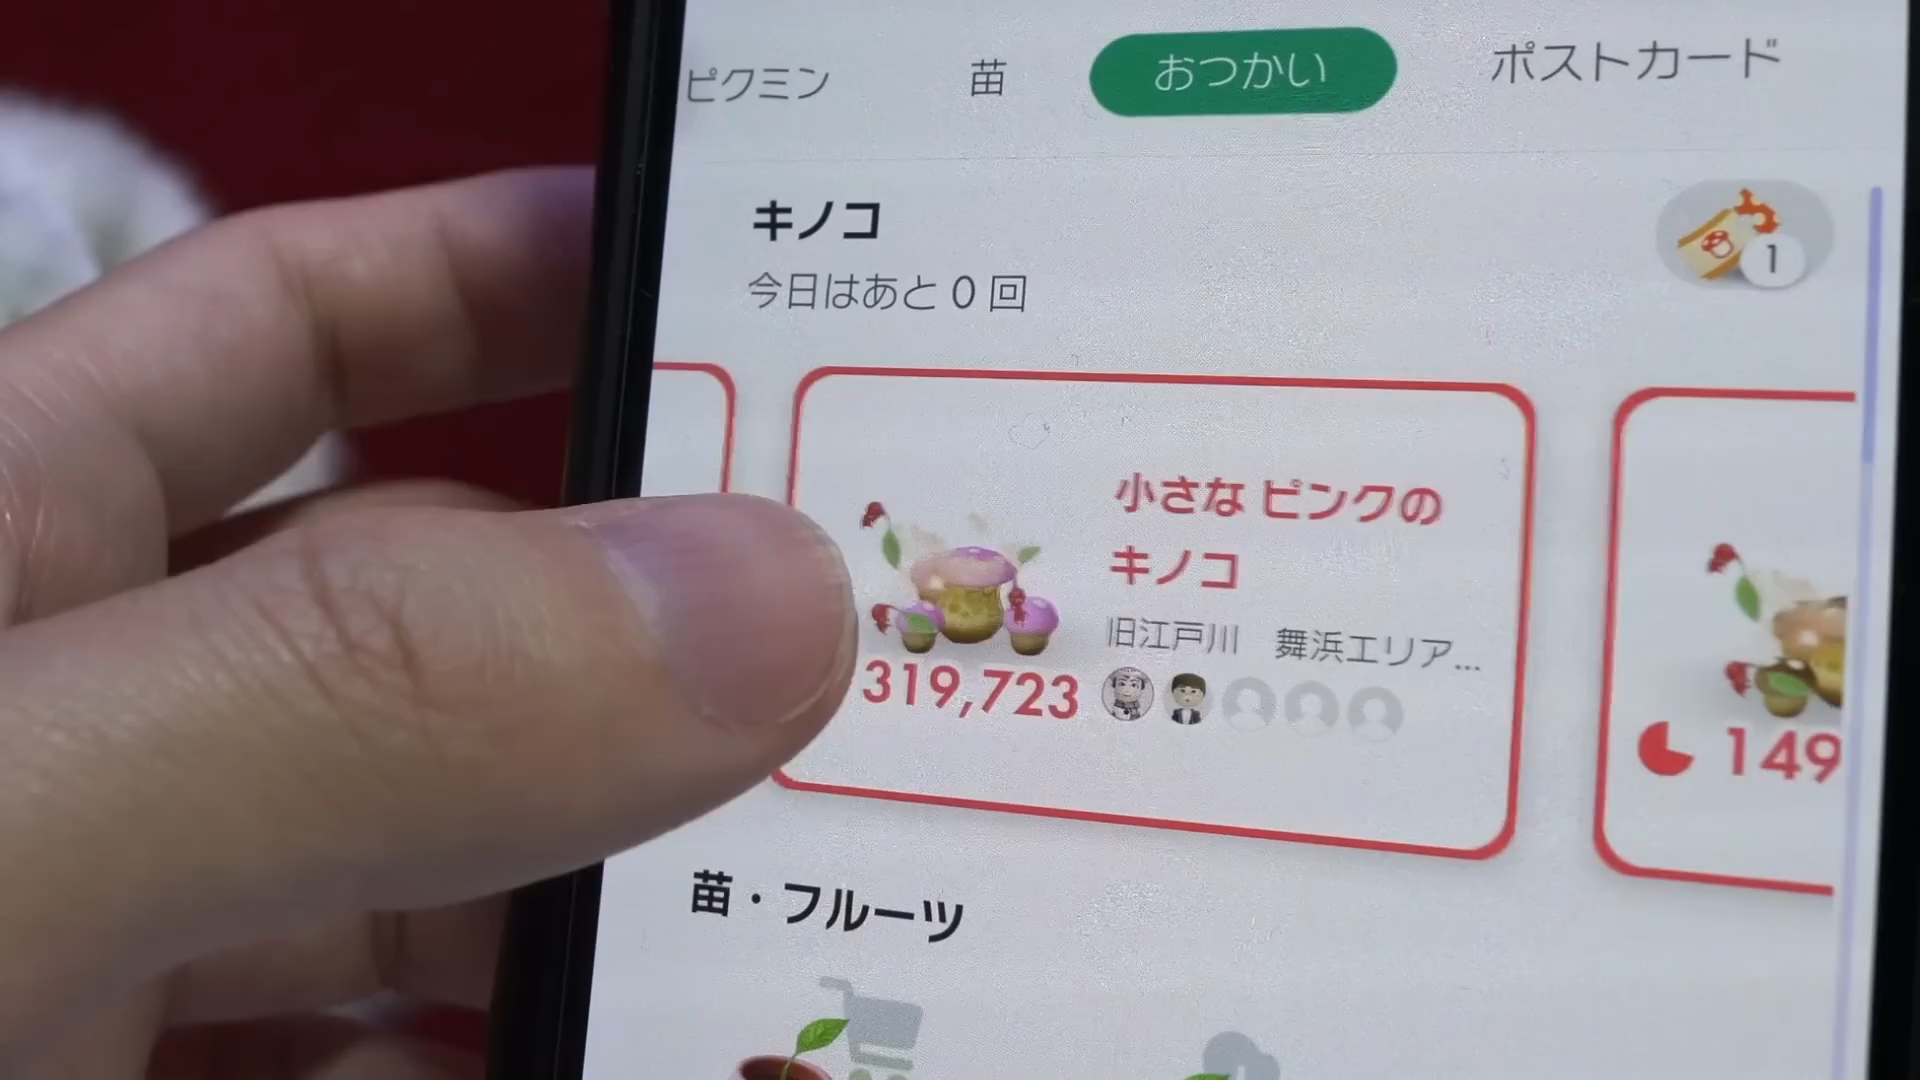 ピクミン 苗 おつかい ポストカード
キノコ
今日はあと0回
1
小さな ピンクの
キノコ
旧江戸川 舞浜エリア...
319,723
149
苗・フルーツ